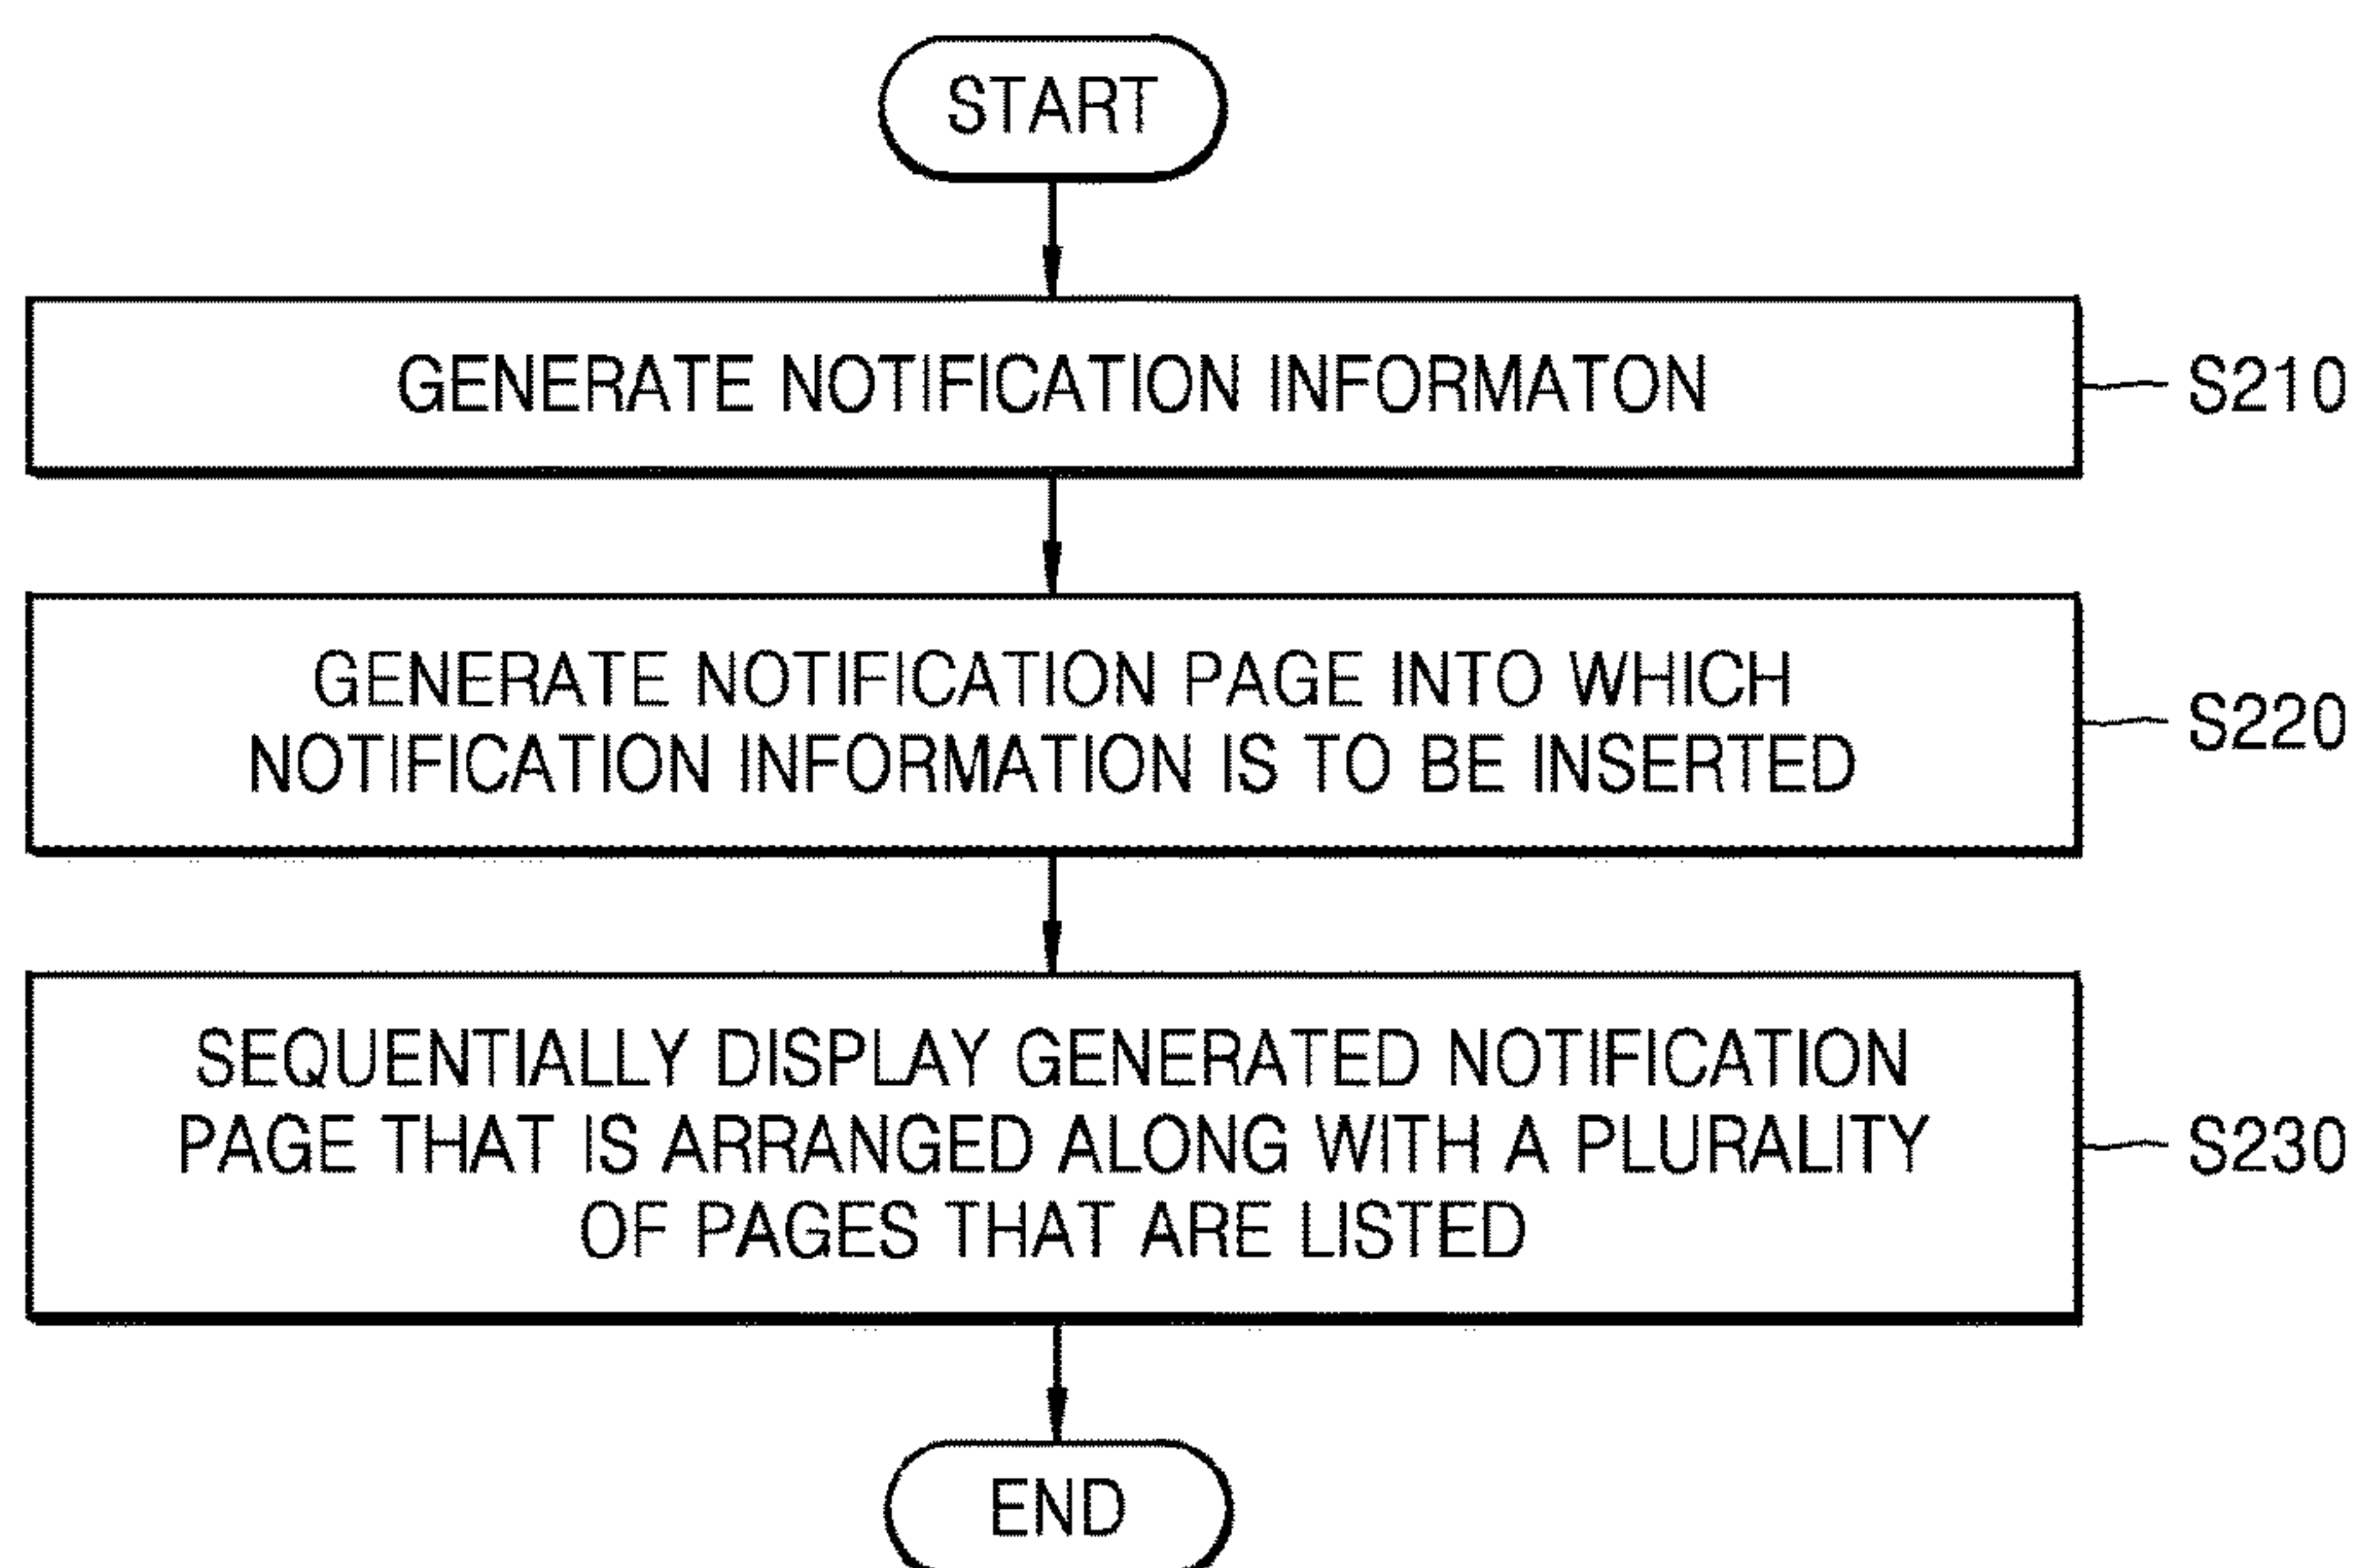 START
GENERATE NOTIFICATION INFORMATON
S210
GENERATE NOTIFICATION PAGE INTO WHICH
NOTIFICATION INFORMATION IS TO BE INSERTED
S220
SEQUENTIALLY DISPLAY GENERATED NOTIFICATION
PAGE THAT IS ARRANGED ALONG WITH A PLURALITY
OF PAGES THAT ARE LISTED
S230
END